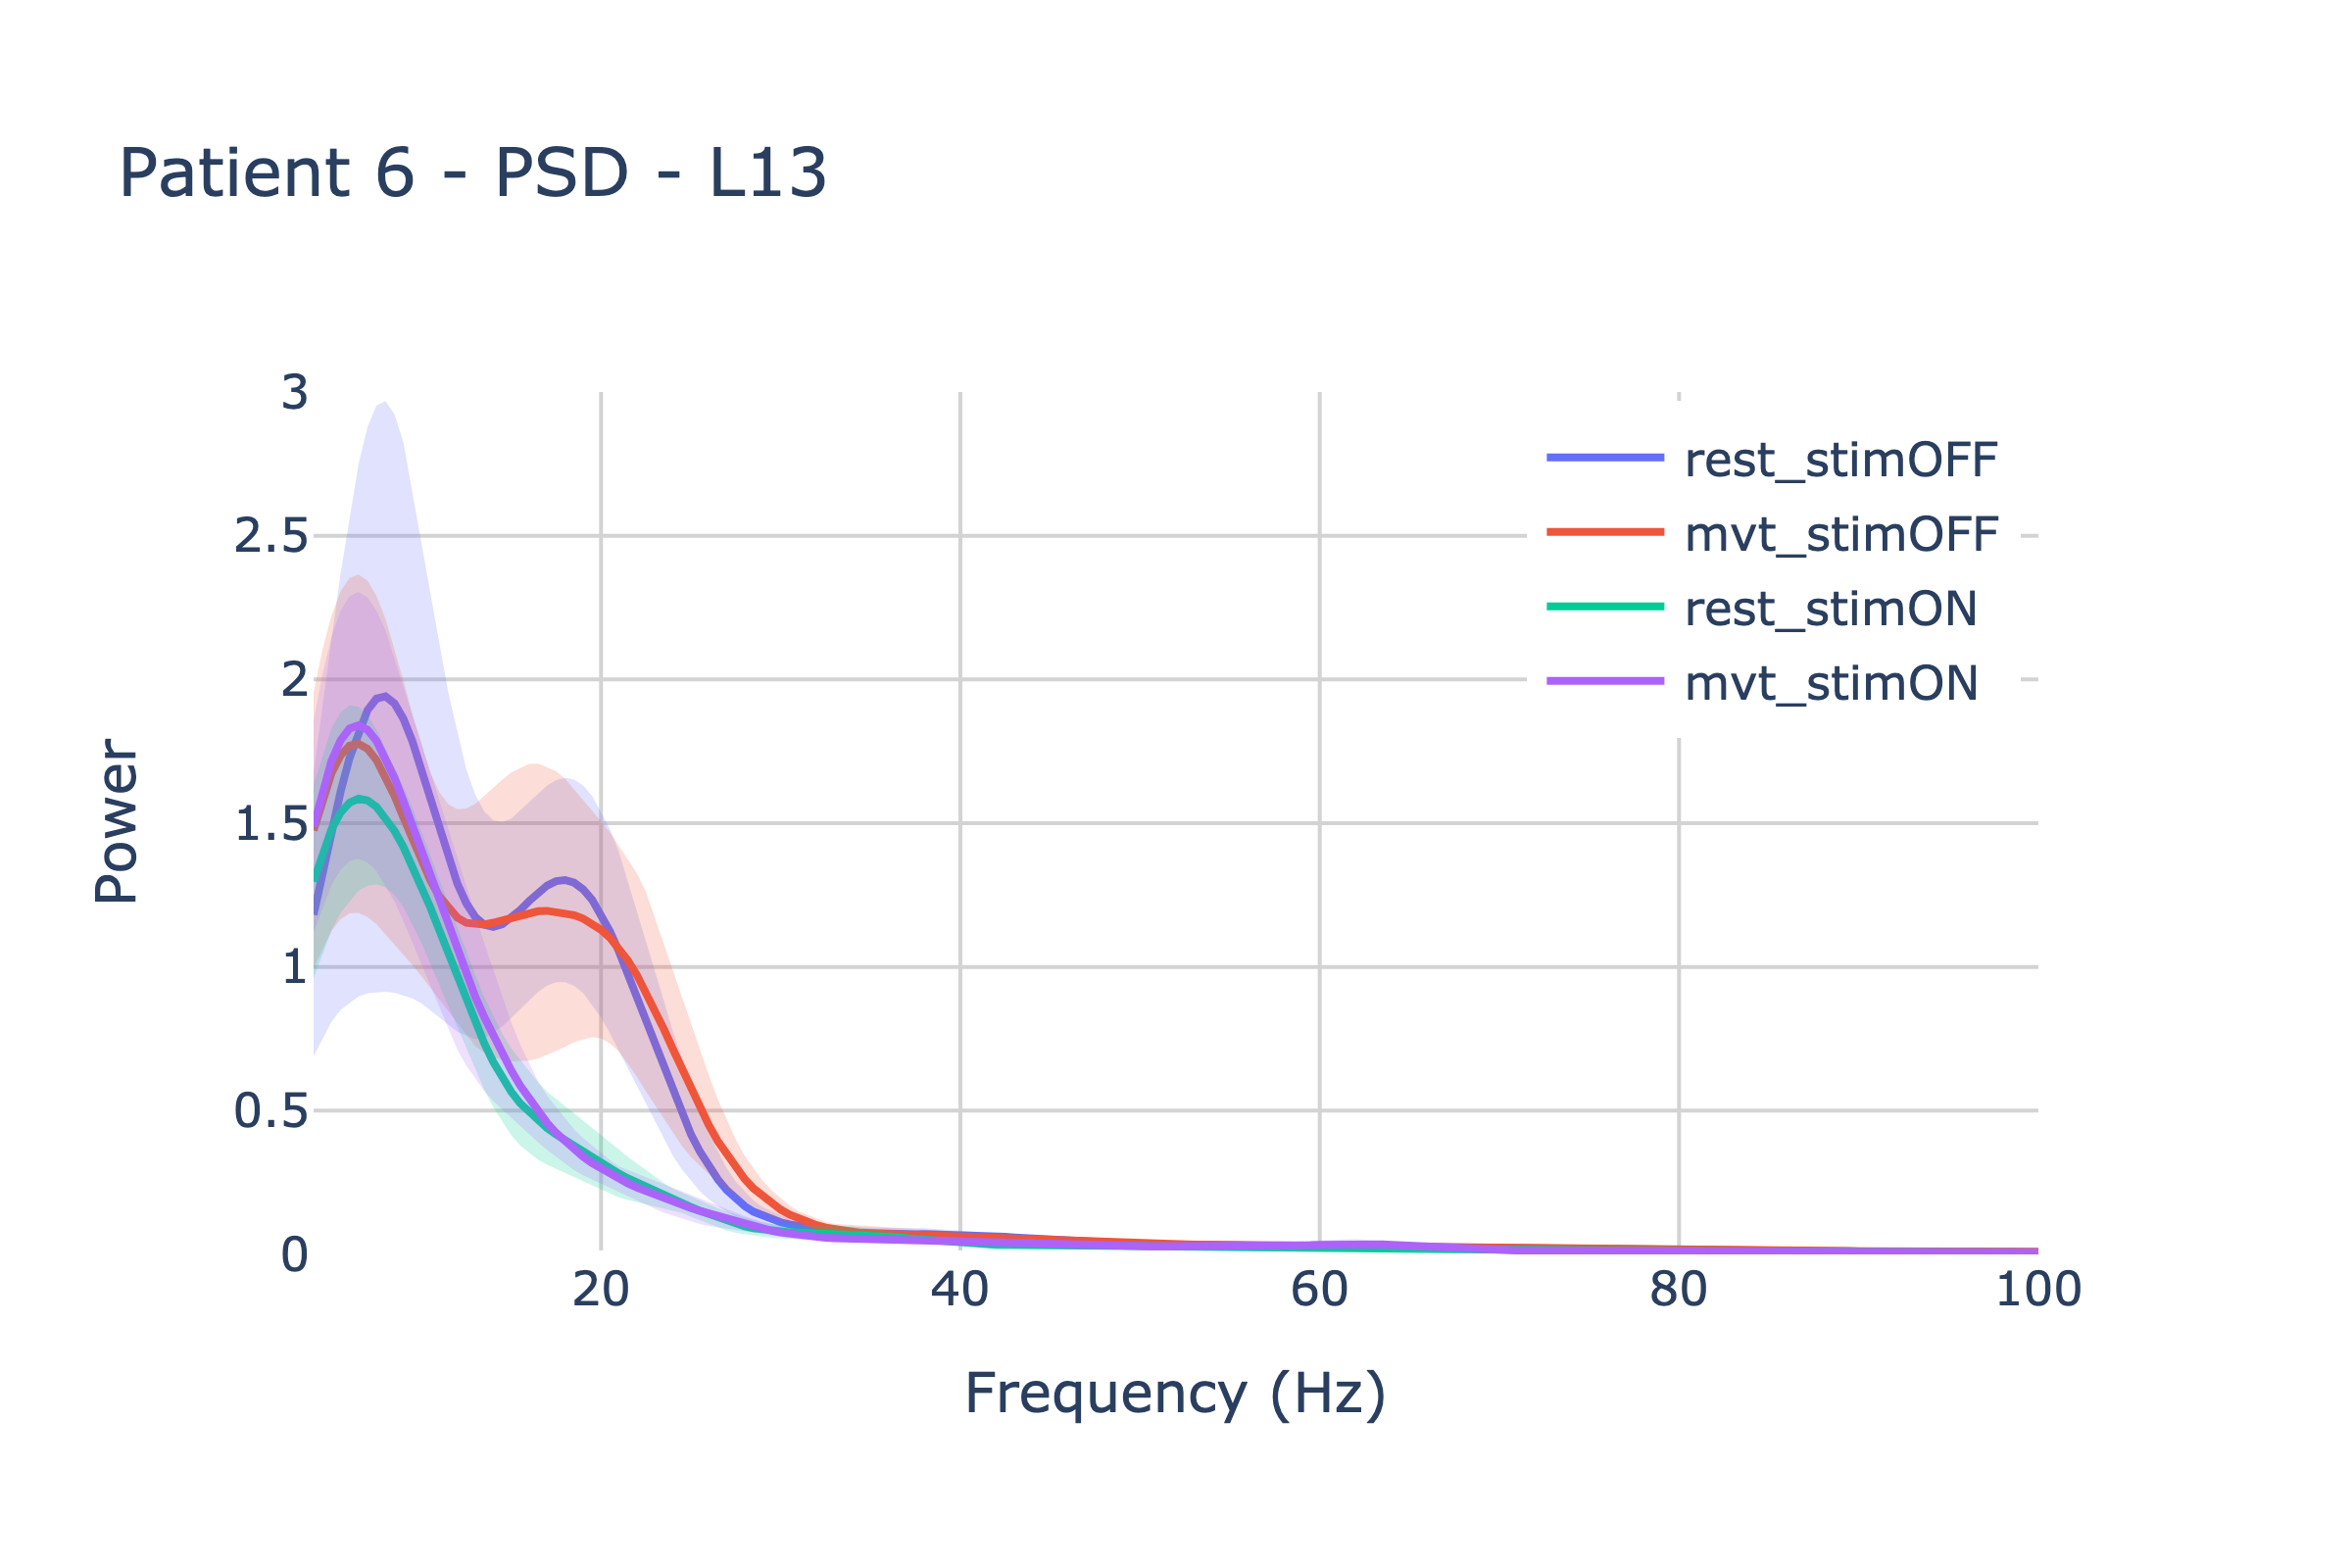 Patient 6 - PSD - L13
3
2.5
2
1.5
1
0.5
0
Power
20 40 60 80 100
Frequency (Hz)
rest_stimOFF
mvt_stimOFF
rest_stimON
mvt_stimON